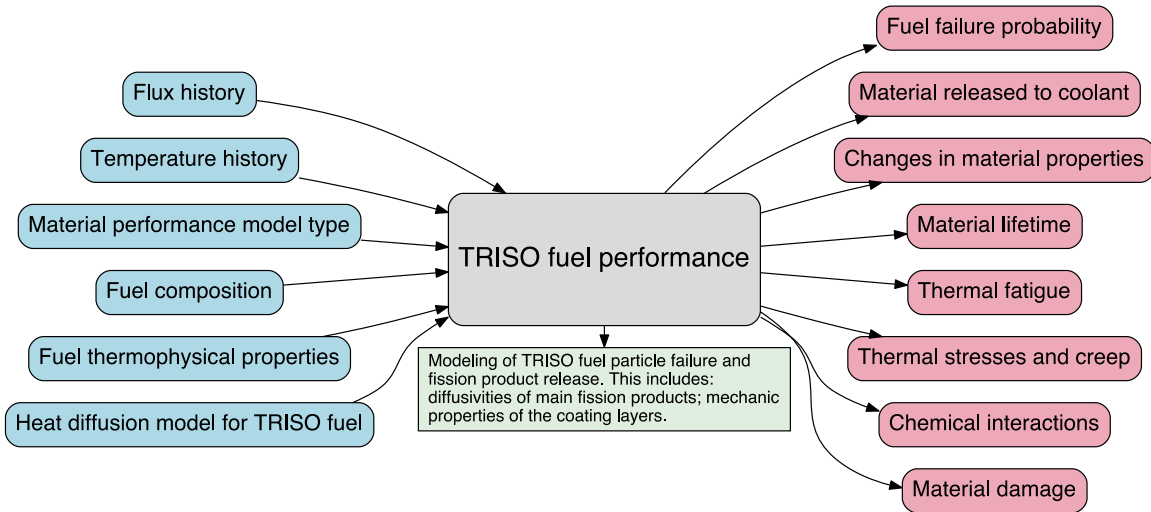 Flux history
Temperature history
Material performance model type
Fuel composition
Fuel thermophysical properties
Heat diffusion model for TRISO fuel
TRISO fuel performance
Modeling of TRISO fuel particle failure and
fission product release. This includes:
diffusivities of main fission products; mechanic
properties of the coating layers.
Fuel failure probability
Material released to coolant
Changes in material properties
Material lifetime
Thermal fatigue
Thermal stresses and creep
Chemical interactions
Material damage